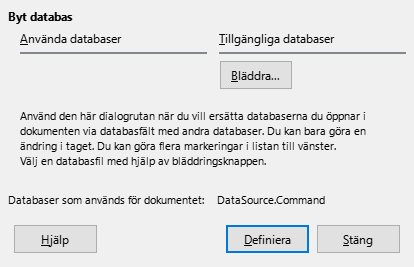 Byt databas
Använda databaser
Tillgängliga databaser
Bläddra...
Använd den här dialogrutan när du vill ersätta databaserna du öppnar i
dokumenten via databasfält med andra databaser. Du kan bara göra en
ändring i taget. Du kan göra flera markeringar i listan till vänster.
Välj en databasfil med hjälp av bläddringsknappen.
Databaser som används för dokumentet: DataSource.Command
Hjälp
Definiera
Stäng